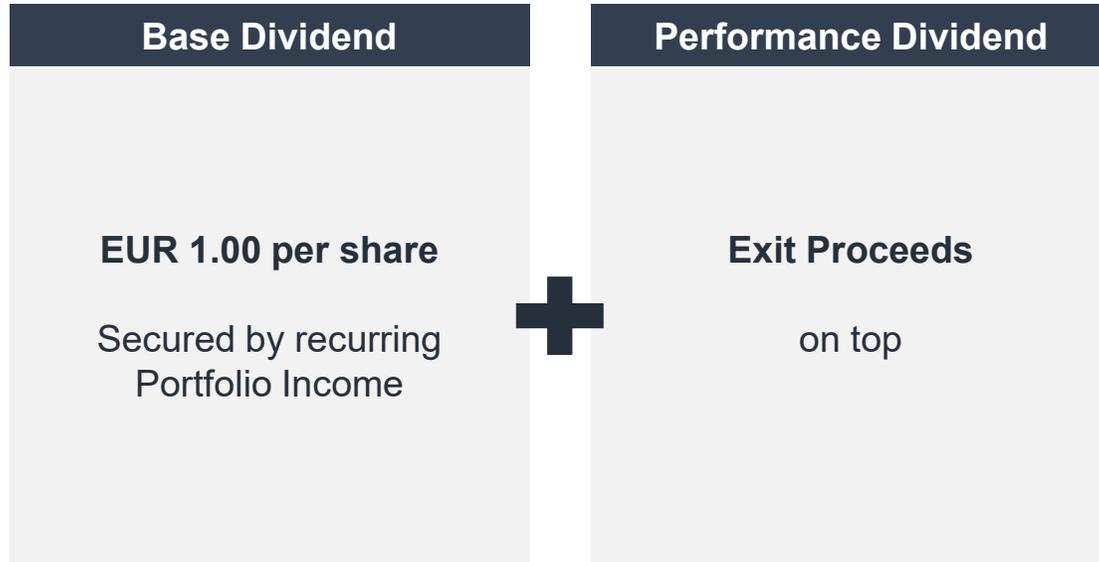 Base Dividend
EUR 1.00 per share
Secured by recurring
Portfolio Income
Performance Dividend
Exit Proceeds
on top